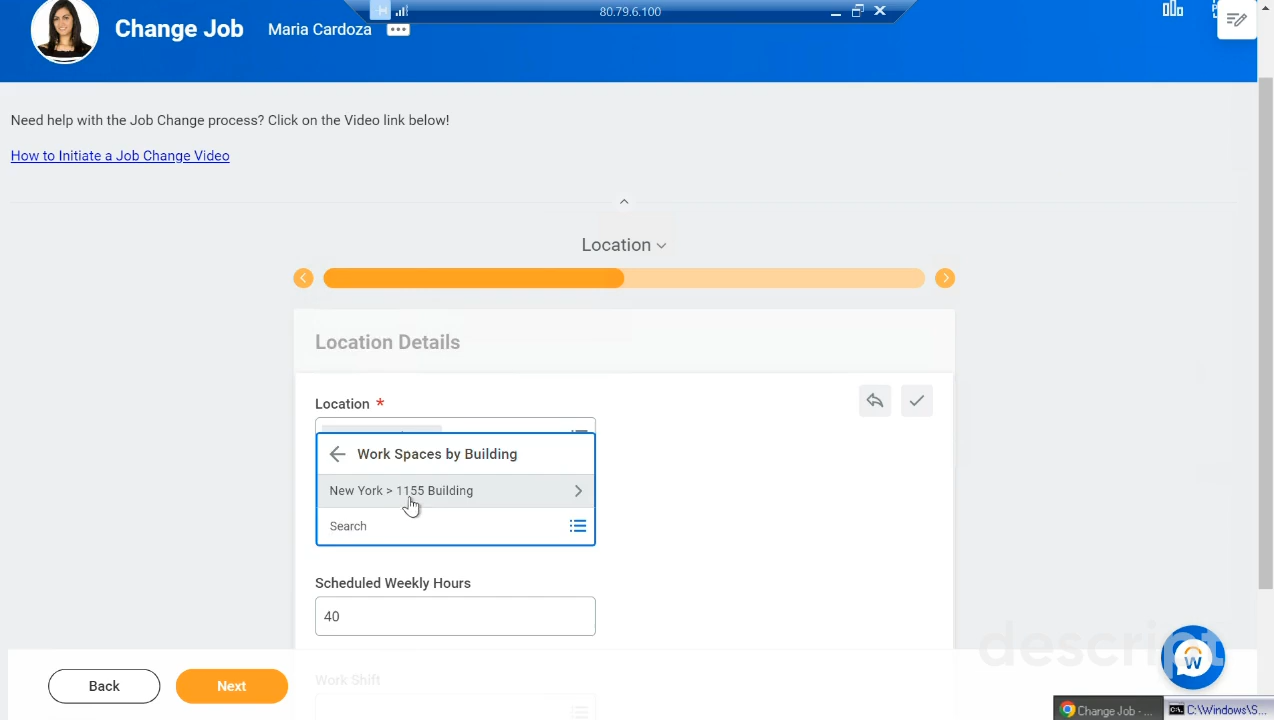 80.79.6.100
Change Job
Maria Cardoza
Need help with the Job Change process? Click on the Video link below!
How to Initiate a Job Change Video
Location
Location Details
Location *
Work Spaces by Building
New York > 1155 Building
Search
Scheduled Weekly Hours
40
Work Shift
Back
Next
descript
W
Change Job - ...
C:\Windows\S...